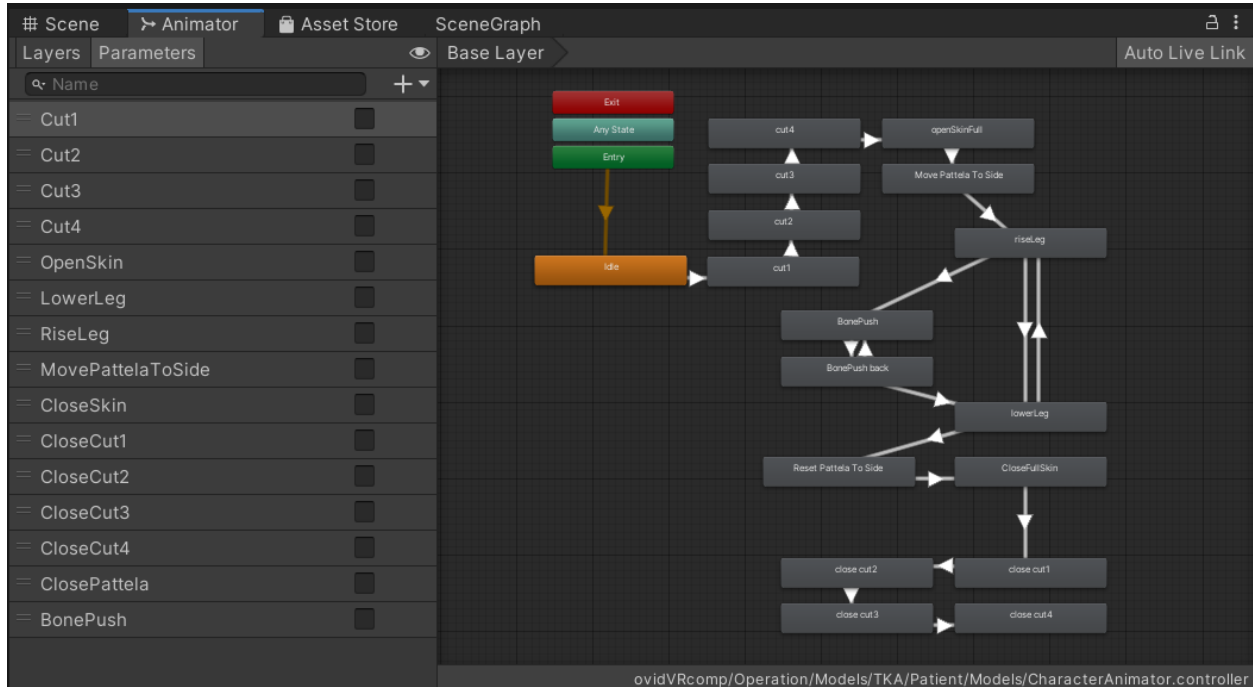 Scene Animator Asset Store SceneGraph
Layers Parameters Base Layer Auto Live Link
Name
Cut1
Cut2
Cut3
Cut4
OpenSkin
LowerLeg
RiseLeg
MovePattelaToSide
CloseSkin
CloseCut1
CloseCut2
CloseCut3
CloseCut4
ClosePattela
BonePush
Exit
Any State
Entry
Idle
cut4
cut3
cut2
cut1
openSkinFull
Move Pattela To Side
riseLeg
BonePush
BonePush back
lowerLeg
Reset Pattela To Side
CloseFullSkin
close cut2
close cut1
close cut3
close cut4
ovidVRcomp/Operation/Models/TKA/Patient/Models/CharacterAnimator.controller